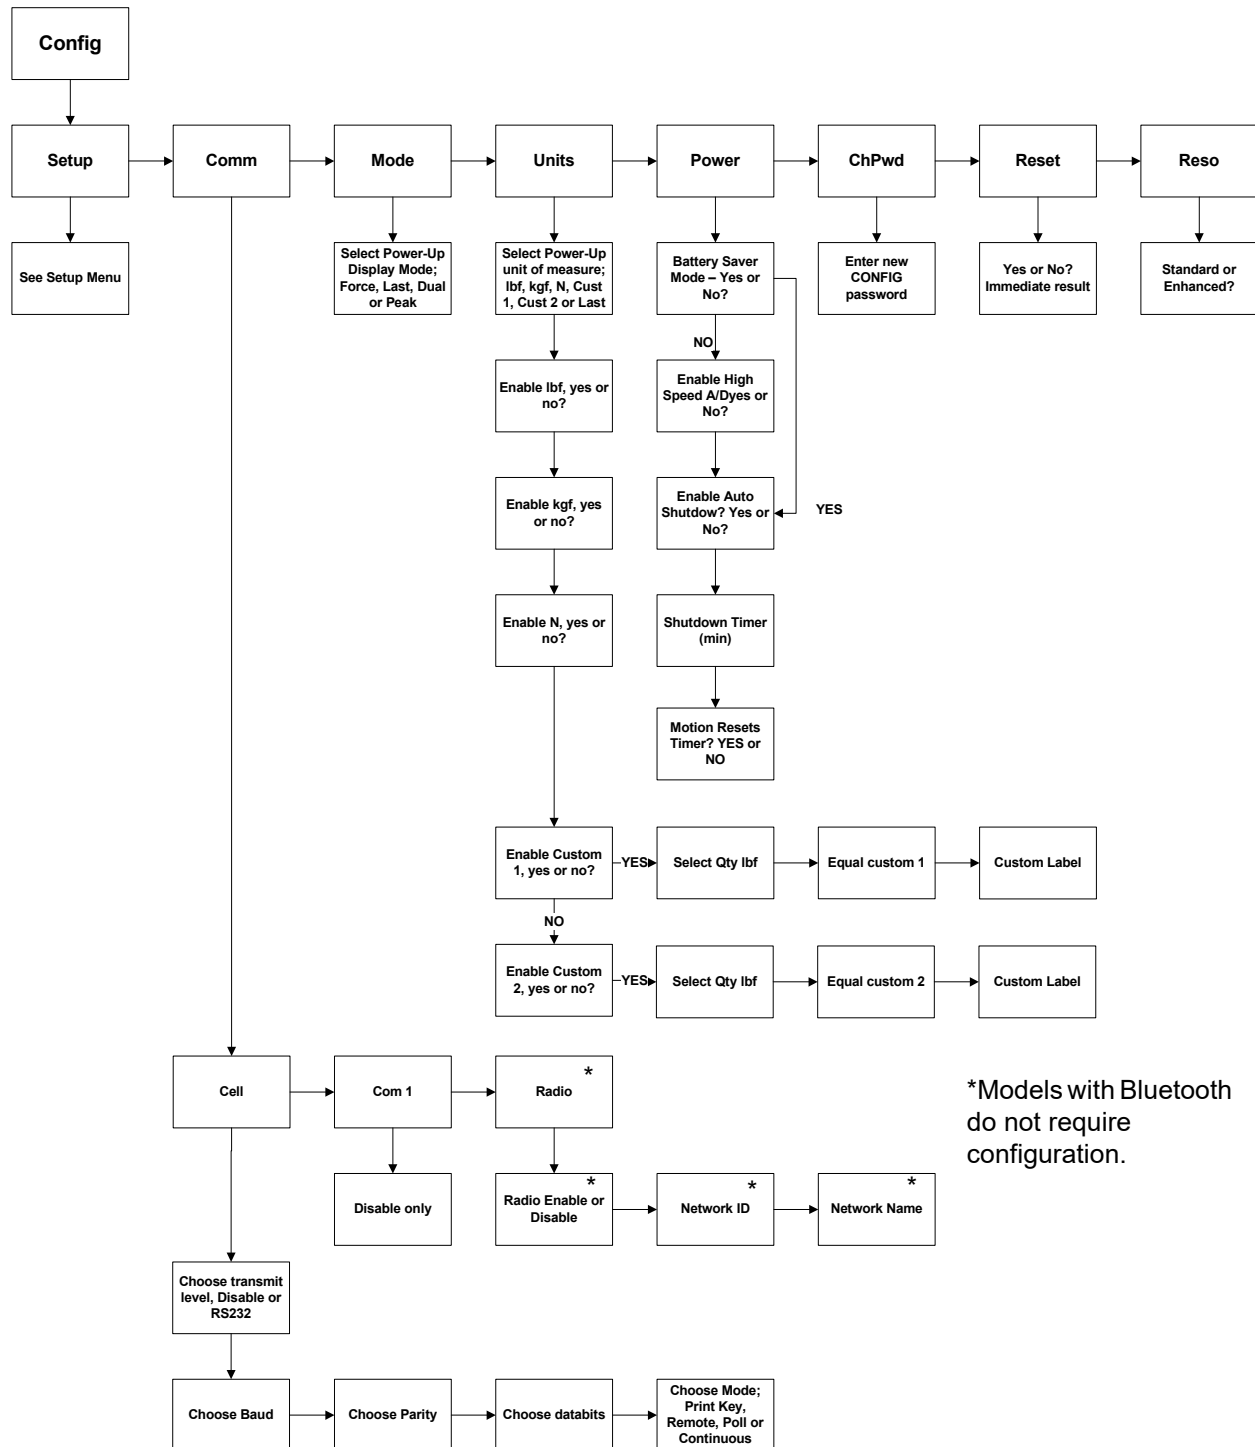 Config
Setup
Comm
Mode
Units
Power
ChPwd
Reset
Reso
See Setup Menu
Select Power-Up
Display Mode;
Force, Last, Dual
or Peak
Select Power-Up
unit of measure;
lbf, kgf, N, Cust
1, Cust 2 or Last
Battery Saver
Mode – Yes or
No?
Enter new
CONFIG
password
Yes or No?
Immediate result
Standard or
Enhanced?
NO
Enable lbf, yes or
no?
Enable High
Speed A/Dyes or
No?
Enable kgf, yes
or no?
Enable Auto
Shutdow? Yes or
No?
YES
Enable N, yes or
no?
Shutdown Timer
(min)
Motion Resets
Timer? YES or
NO
Enable Custom
1, yes or no?
YES
Select Qty lbf
Equal custom 1
Custom Label
NO
Enable Custom
2, yes or no?
YES
Select Qty lbf
Equal custom 2
Custom Label
Cell
Com 1
Radio *
*Models with Bluetooth
do not require
configuration.
Disable only
*
Radio Enable or
Disable
*
Network ID
*
Network Name
Choose transmit
level, Disable or
RS232
Choose Baud
Choose Parity
Choose databits
Choose Mode;
Print Key,
Remote, Poll or
Continuous